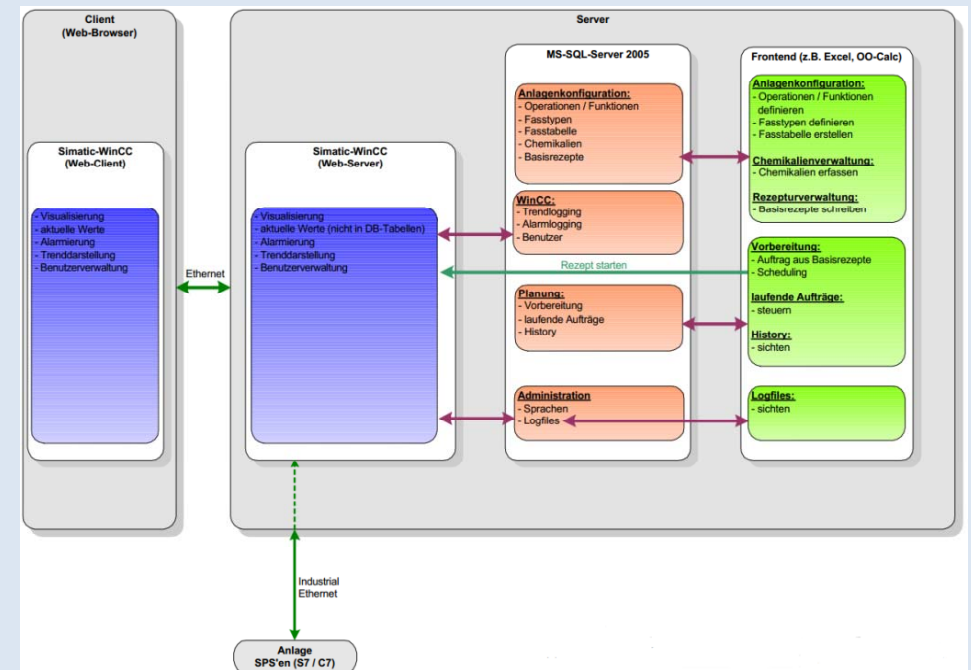 Client
(Web-Browser)
Simatic-WinCC
(Web-Client)
- Visualisierung
- aktuelle Werte
- Alarmierung
- Trenddarstellung
- Benutzerverwaltung
Ethernet
Server
Simatic-WinCC
(Web-Server)
- Visualisierung
- aktuelle Werte (nicht in DB-Tabellen)
- Alarmierung
- Trenddarstellung
- Benutzerverwaltung
MS-SQL-Server 2005
Anlagenkonfiguration:
- Operationen / Funktionen
- Fasstypen
- Fasstabelle
- Chemikalien
- Basisrezepte
WinCC:
- Trendlogging
- Alarmlogging
- Benutzer
Rezept starten
Planung:
- Vorbereitung
- laufende Aufträge
- History
Administration
- Sprachen
- Logfiles
Frontend (z.B. Excel, OO-Calc)
Anlagenkonfiguration:
- Operationen / Funktionen
definieren
- Fasstypen definieren
- Fasstabelle erstellen
Chemikalienverwaltung:
- Chemikalien erfassen
Rezepturverwaltung:
- Basisrezepte schreiben
Vorbereitung:
- Auftrag aus Basisrezepte
- Scheduling
laufende Aufträge:
- steuern
History:
- sichten
Logfiles:
- sichten
Industrial
Ethernet
Anlage
SPS'en (S7 / C7)